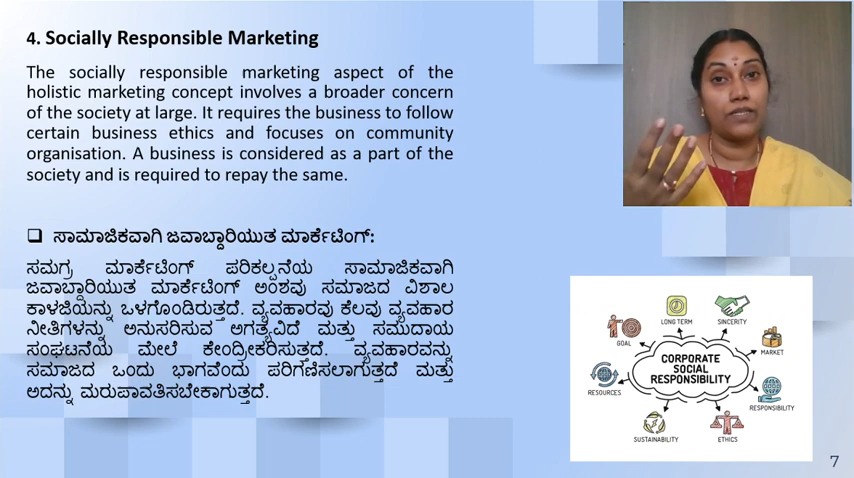 4. Socially Responsible Marketing
The socially responsible marketing aspect of the
holistic marketing concept involves a broader concern
of the society at large. It requires the business to follow
certain business ethics and focuses on community
organisation. A business is considered as a part of the
society and is required to repay the same.
❑ ಸಾಮಾಜಿಕವಾಗಿ ಜವಾಬ್ದಾರಿಯುತ ಮಾರ್ಕೆಟಿಂಗ್:
ಸಮಗ್ರ ಮಾರ್ಕೆಟಿಂಗ್ ಪರಿಕಲ್ಪನೆಯ ಸಾಮಾಜಿಕವಾಗಿ
ಜವಾಬ್ದಾರಿಯುತ ಮಾರ್ಕೆಟಿಂಗ್ ಅಂಶವು ಸಮಾಜದ ವಿಶಾಲ
ಕಾಳಜಿಯನ್ನು ಒಳಗೊಂಡಿರುತ್ತದೆ. ವ್ಯವಹಾರವು ಕೆಲವು ವ್ಯವಹಾರ
ನೀತಿಗಳನ್ನು ಅನುಸರಿಸುವ ಅಗತ್ಯವಿದೆ ಮತ್ತು ಸಮುದಾಯ
ಸಂಘಟನೆಯ ಮೇಲೆ ಕೇಂದ್ರೀಕರಿಸುತ್ತದೆ. ವ್ಯವಹಾರವನ್ನು
ಸಮಾಜದ ಒಂದು ಭಾಗವೆಂದು ಪರಿಗಣಿಸಲಾಗುತ್ತದೆ ಮತ್ತು
ಅದನ್ನು ಮರುಪಾವತಿಸಬೇಕಾಗುತ್ತದೆ.
LONG TERM
SINCERITY
GOAL
MARKET
CORPORATE
SOCIAL
RESPONSIBILITY
RESOURCES
RESPONSIBILITY
SUSTAINABILITY
ETHICS
7